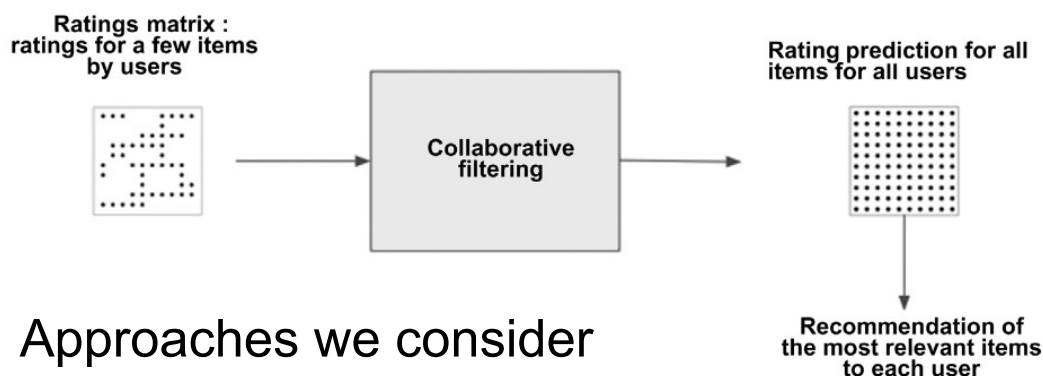 Ratings matrix :
ratings for a few items
by users
Collaborative
filtering
Rating prediction for all
items for all users
Recommendation of
the most relevant items
to each user
Approaches we consider